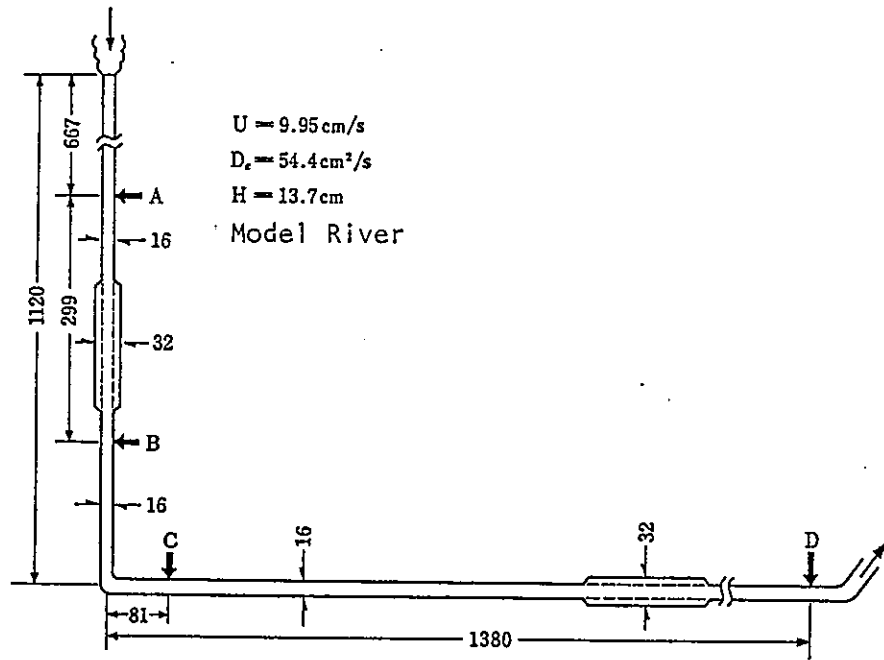 U = 9.95 cm/s
Dₑ = 54.4 cm²/s
H = 13.7 cm
Model River
667
A
16
1120
299
32
B
16
C
16
32
D
81
1380